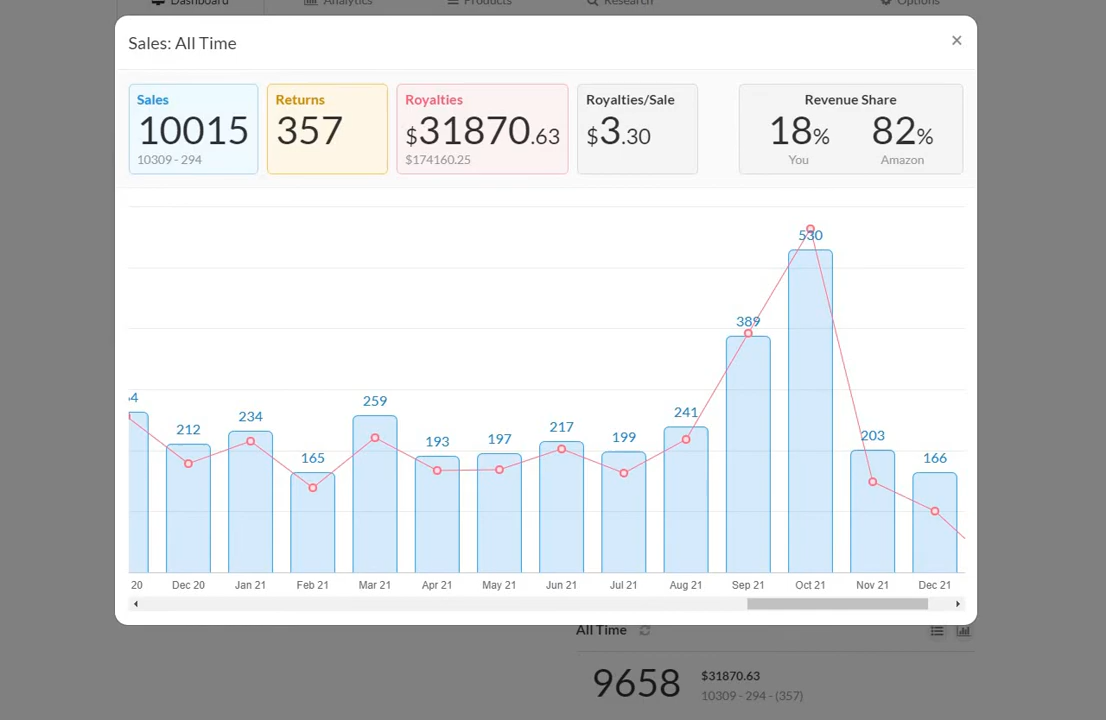 Dashboard Analytics Products Research Options
Sales: All Time ×
Sales Returns Royalties Royalties/Sale Revenue Share
10015 357 $31870.63 $3.30 18% 82%
10309 - 294 $174160.25 You Amazon
530
389
4 212 234 165 259 193 197 217 199 241 203 166
20 Dec 20 Jan 21 Feb 21 Mar 21 Apr 21 May 21 Jun 21 Jul 21 Aug 21 Sep 21 Oct 21 Nov 21 Dec 21
All Time
9658 $31870.63
10309 - 294 - (357)